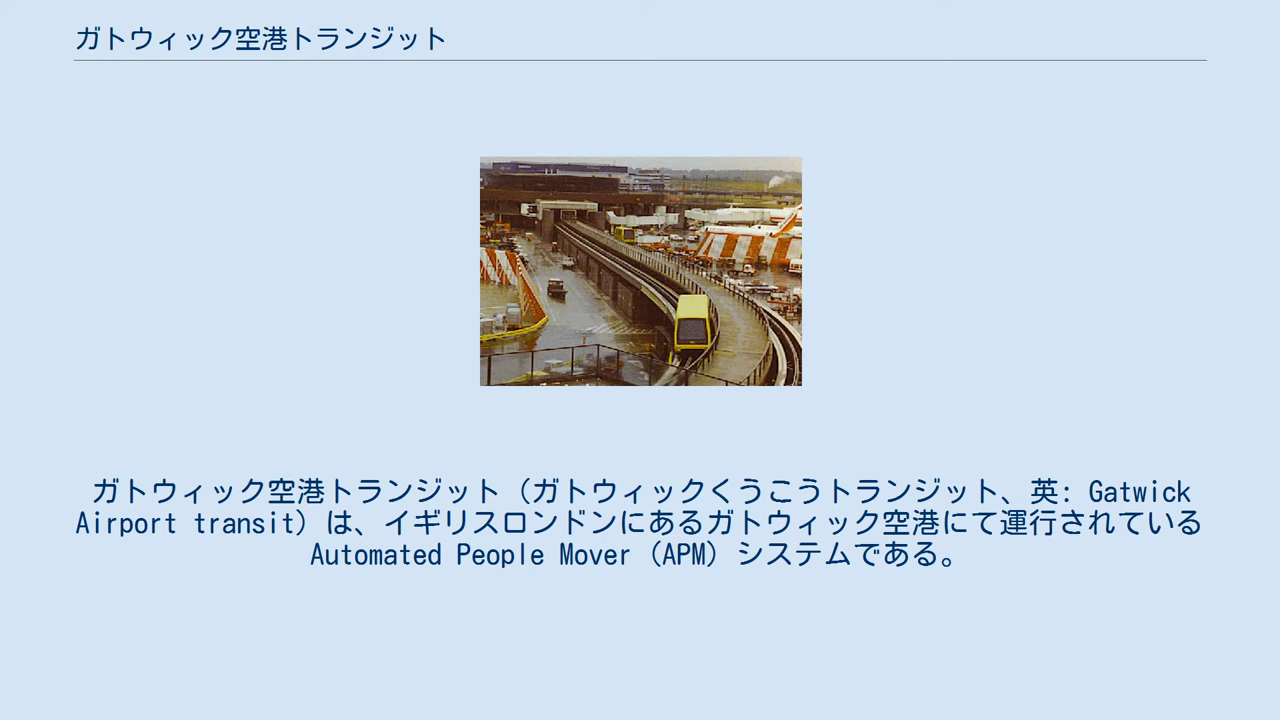 ガトウィック空港トランジット
ガトウィック空港トランジット（ガトウィックくうこうトランジット、英: Gatwick
Airport transit）は、イギリスロンドンにあるガトウィック空港にて運行されている
Automated People Mover（APM）システムである。